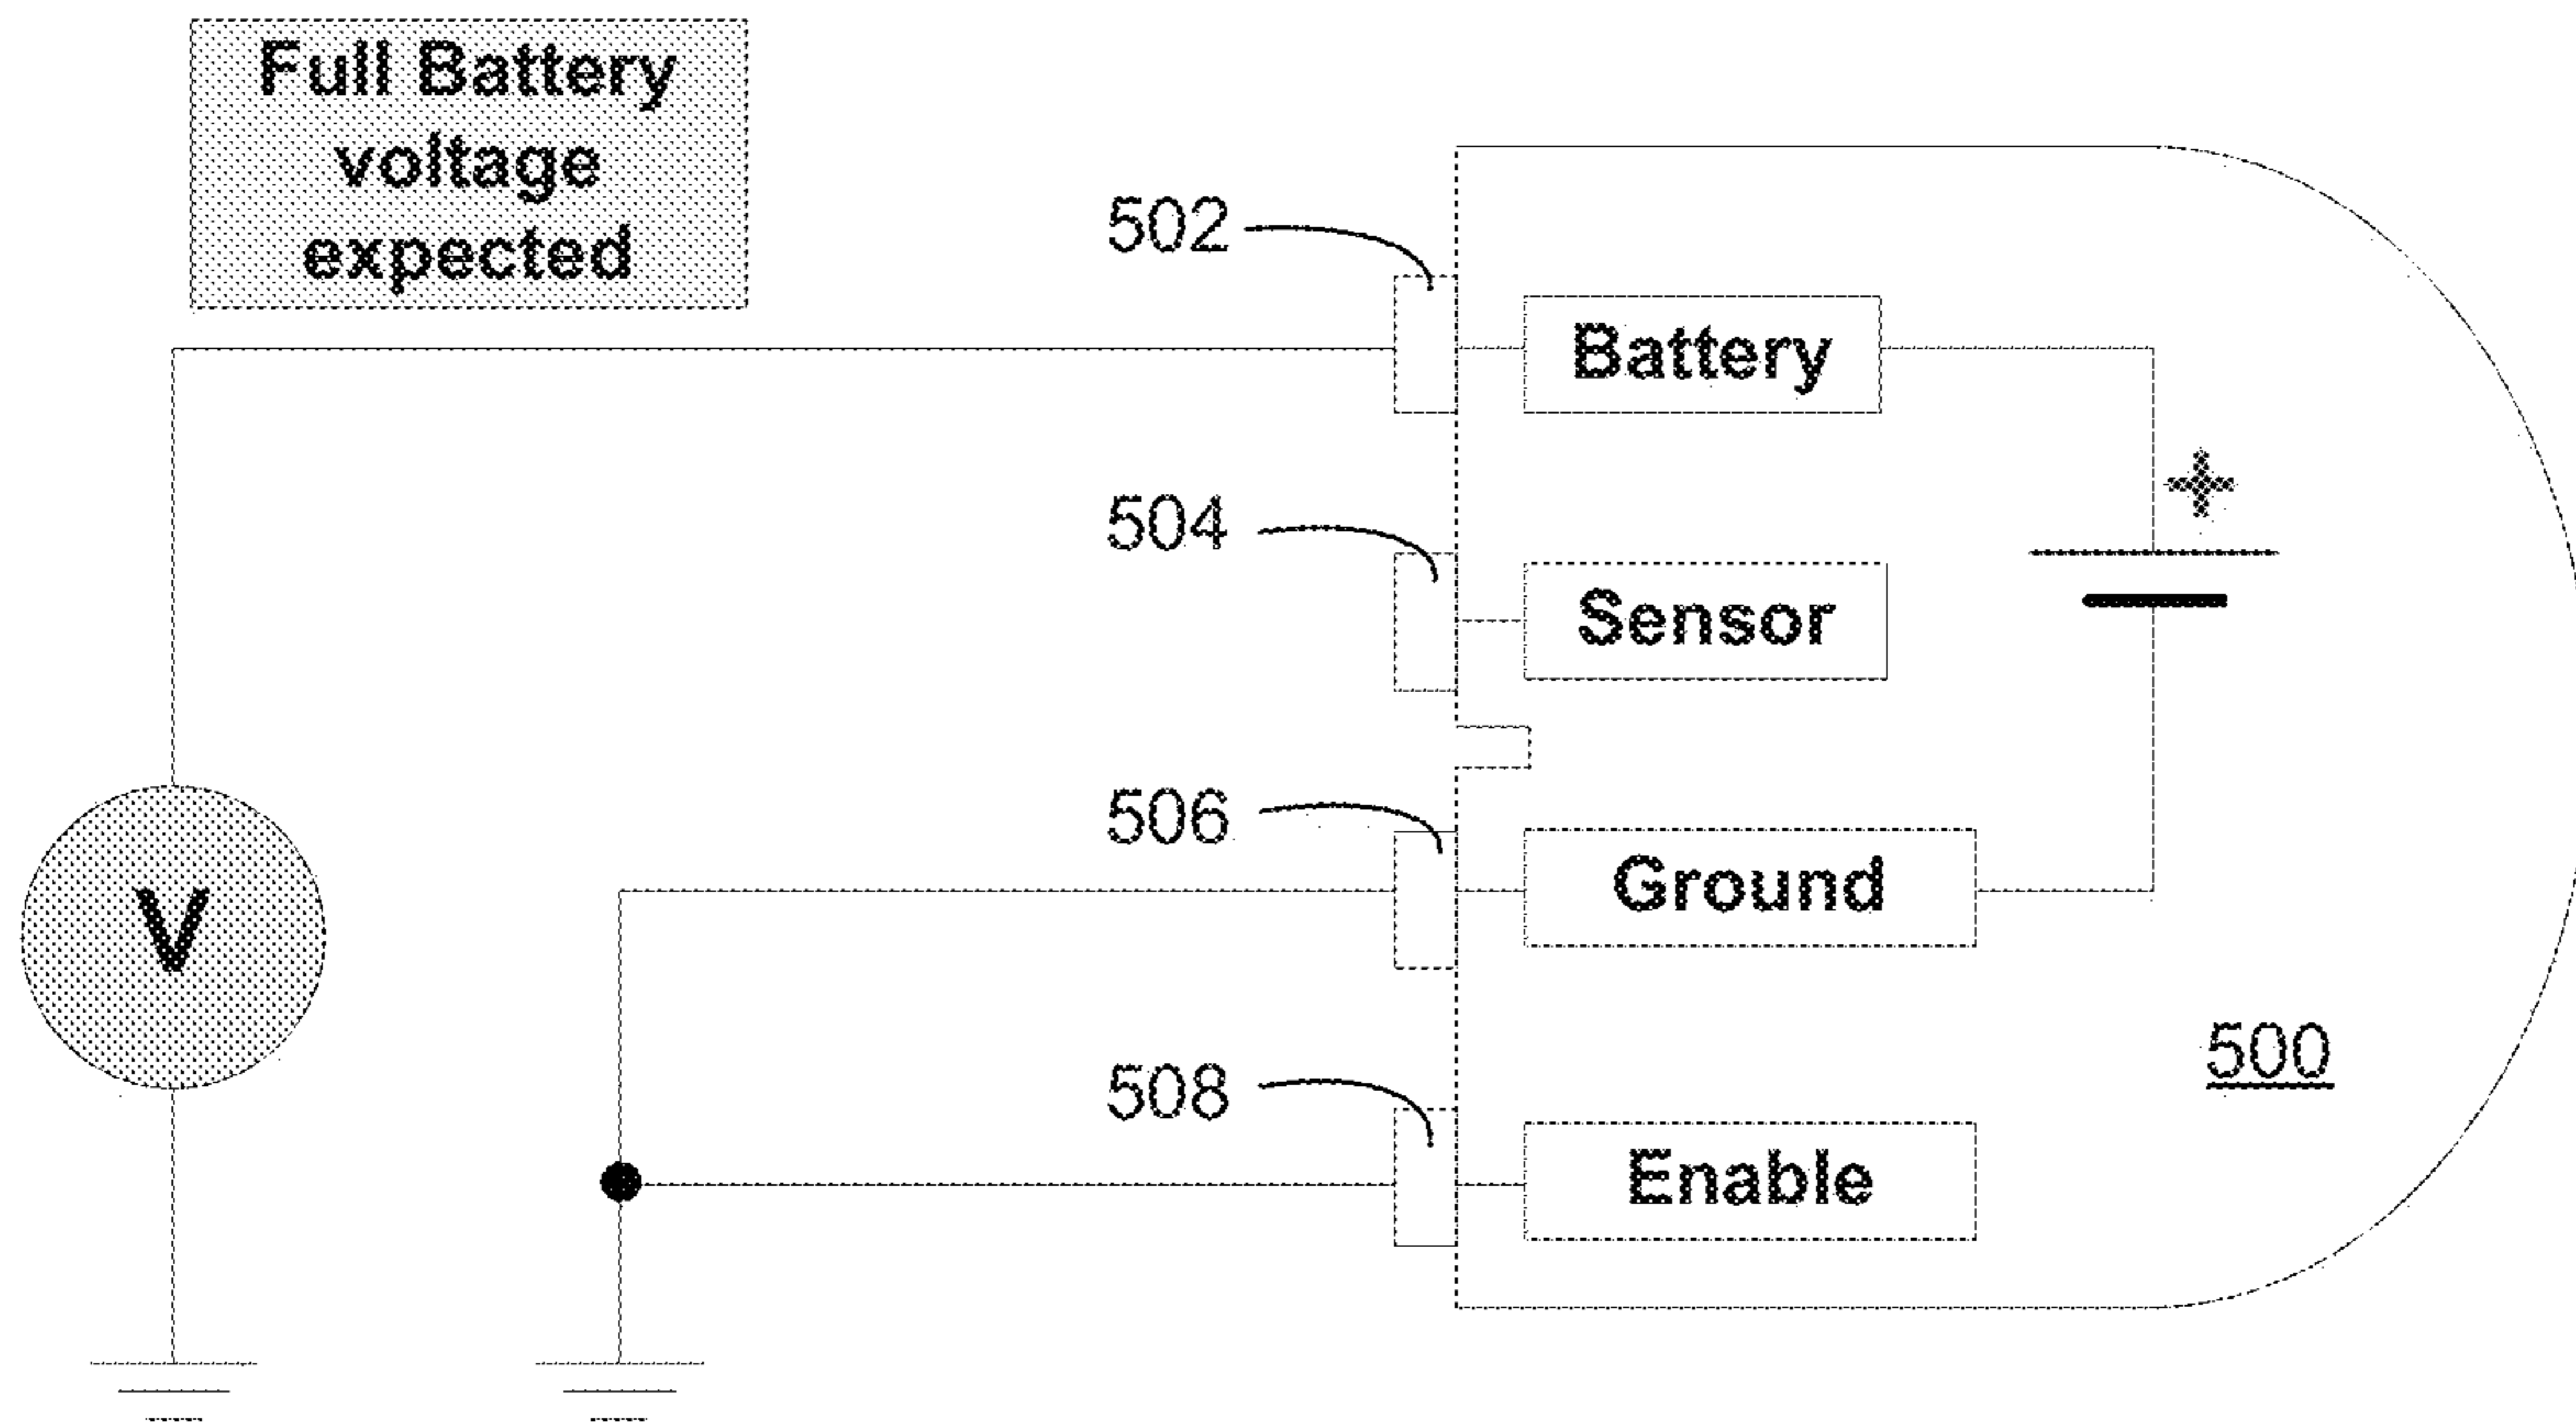 Full Battery
voltage
expected
502
Battery
+
504
Sensor
506
Ground
V
500
508
Enable